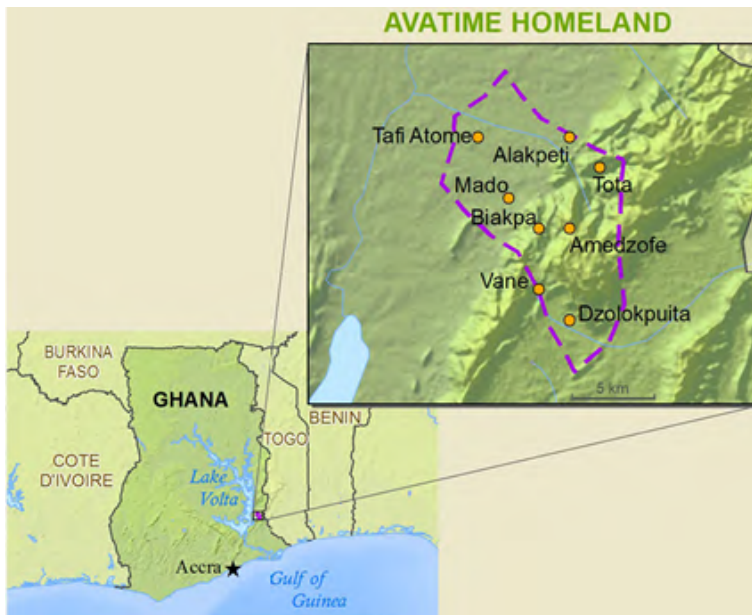 AVATIME HOMELAND
Tafi Atome
Alakpeti
Tota
Mado
Biakpa
Amedzofe
Vane
Dzolokpuita
5 km
BURKINA
FASO
GHANA
BENIN
TOGO
COTE
D'IVOIRE
Lake
Volta
Accra
Gulf of
Guinea